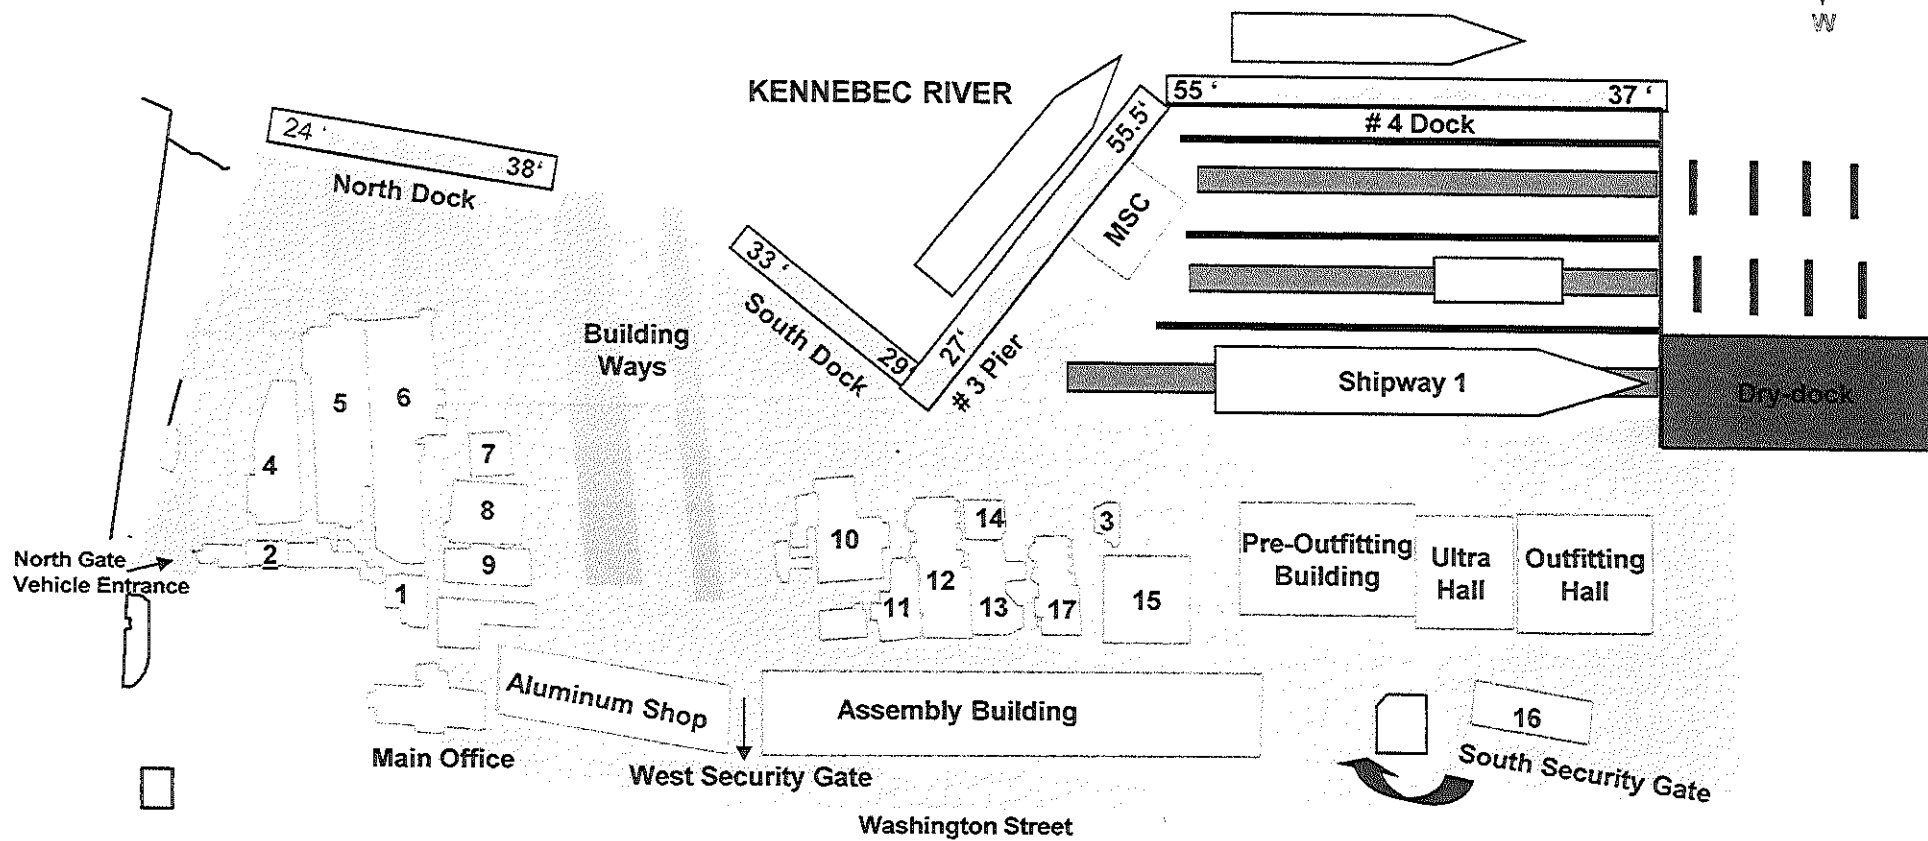 W
KENNEBEC RIVER
55 ‘
37 ‘
# 4 Dock
24 ‘
38‘
North Dock
55.5‘
MSC
33 ‘
29‘
South Dock
27‘
# 3 Pier
Building
Ways
Shipway 1
Dry-dock
5
6
4
7
8
9
2
1
North Gate
Vehicle Entrance
10
14
3
12
11
13
17
15
Pre-Outfitting
Building
Ultra
Hall
Outfitting
Hall
Aluminum Shop
Assembly Building
16
Main Office
West Security Gate
South Security Gate
Washington Street